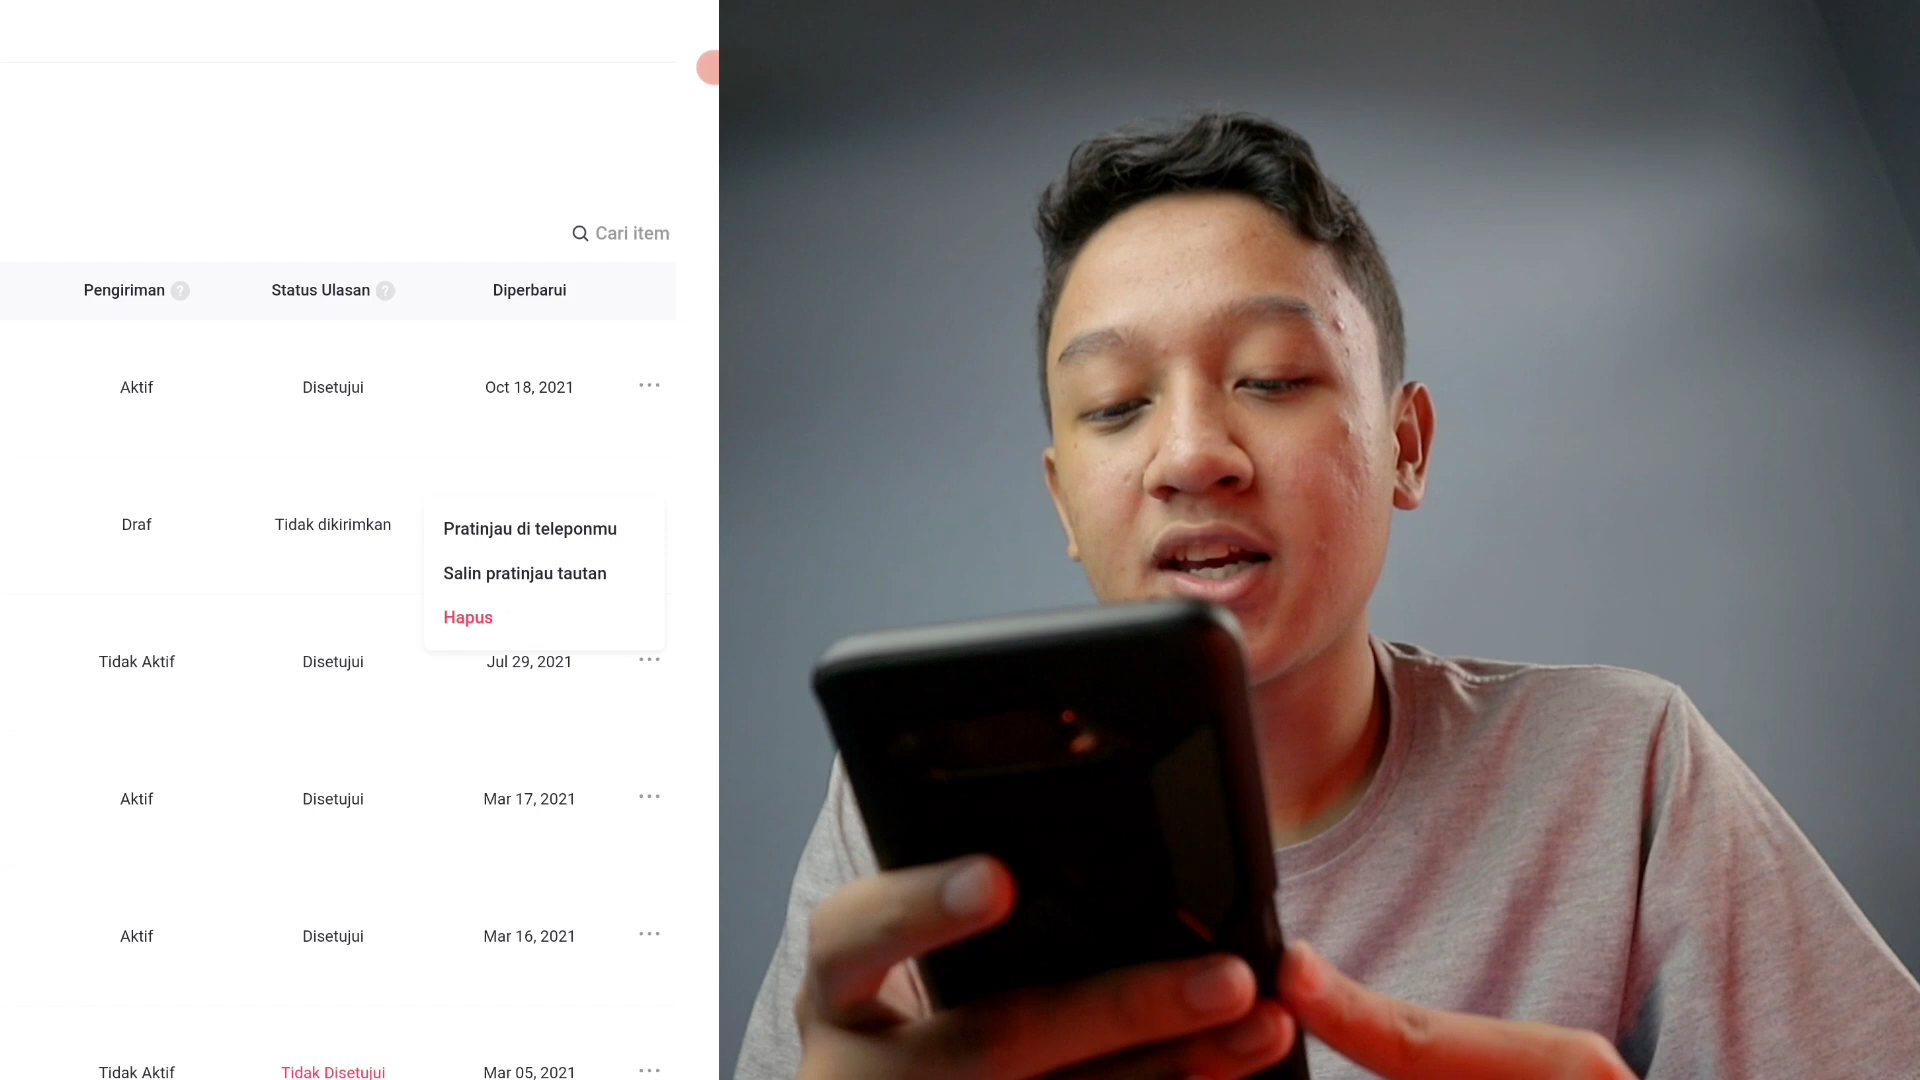 Cari item
Pengiriman ? Status Ulasan ? Diperbarui
Aktif Disetujui Oct 18, 2021
Draf Tidak dikirimkan
Pratinjau di teleponmu
Salin pratinjau tautan
Hapus
Tidak Aktif Disetujui Jul 29, 2021
Aktif Disetujui Mar 17, 2021
Aktif Disetujui Mar 16, 2021
Tidak Aktif Tidak Disetujui Mar 05, 2021